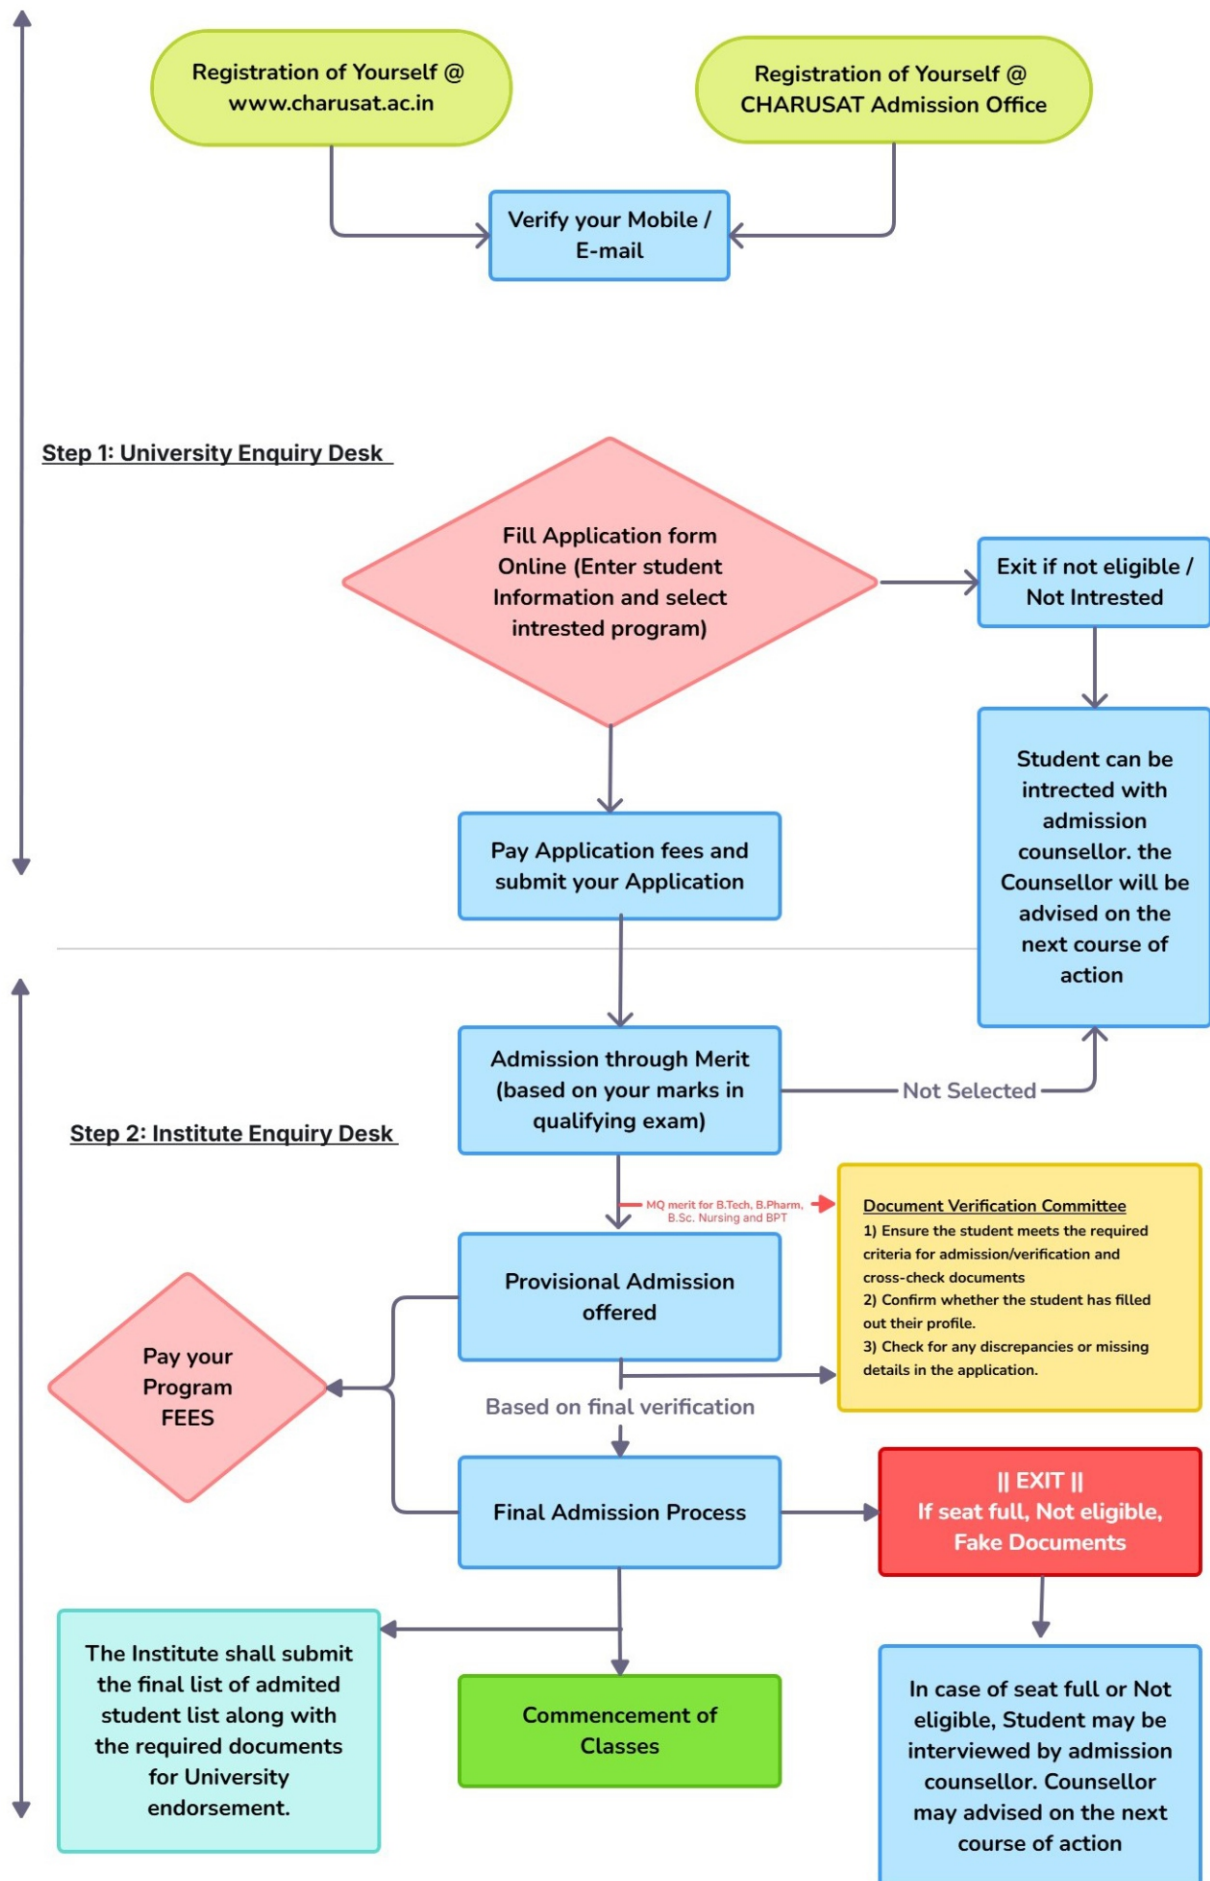 Registration of Yourself @
www.charusat.ac.in
Registration of Yourself @
CHARUSAT Admission Office
Verify your Mobile /
E-mail
Step 1: University Enquiry Desk
Fill Application form
Online (Enter student
Information and select
intrested program)
Exit if not eligible /
Not Intrested
Student can be
intrected with
admission
counsellor. the
Counsellor will be
advised on the
next course of
action
Pay Application fees and
submit your Application
Admission through Merit
(based on your marks in
qualifying exam)
Not Selected
Step 2: Institute Enquiry Desk
MQ merit for B.Tech, B.Pharm,
B.Sc. Nursing and BPT
Document Verification Committee
1) Ensure the student meets the required
criteria for admission/verification and
cross-check documents
2) Confirm whether the student has filled
out their profile.
3) Check for any discrepancies or missing
details in the application.
Provisional Admission
offered
Pay your
Program
FEES
Based on final verification
Final Admission Process
|| EXIT ||
If seat full, Not eligible,
Fake Documents
The Institute shall submit
the final list of admited
student list along with
the required documents
for University
endorsement.
Commencement of
Classes
In case of seat full or Not
eligible, Student may be
interviewed by admission
counsellor. Counsellor
may advised on the next
course of action